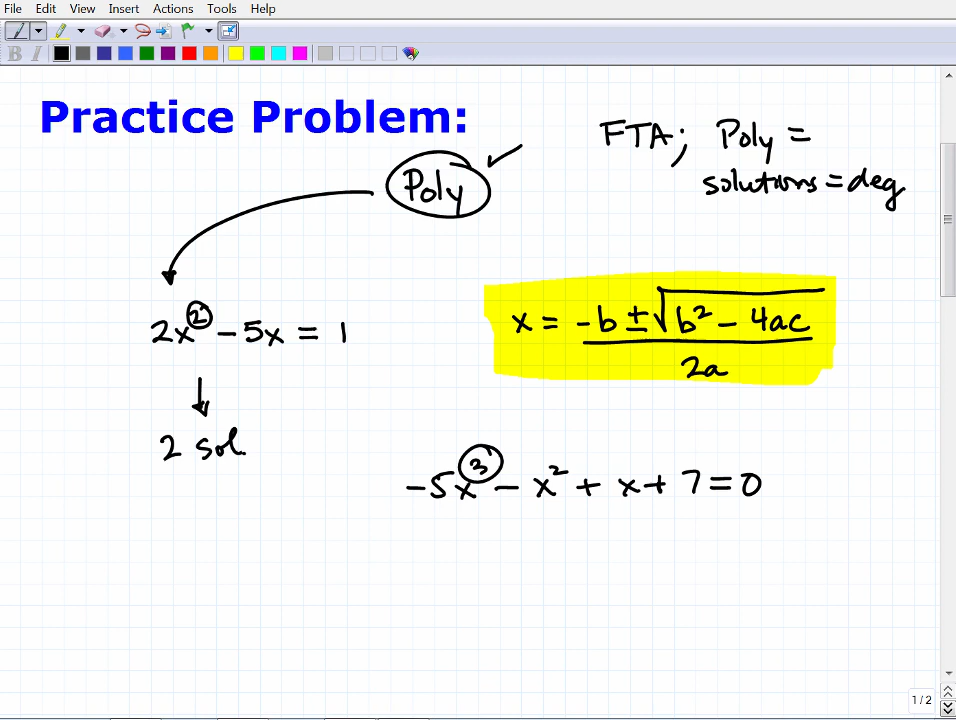 File Edit View Insert Actions Tools Help
B I
Practice Problem:
FTA; Poly =
solutions = deg
Poly
2x² - 5x = 1
x = -b ± √b² - 4ac
2a
2 sol.
-5x³ - x² + x + 7 = 0
1 / 2